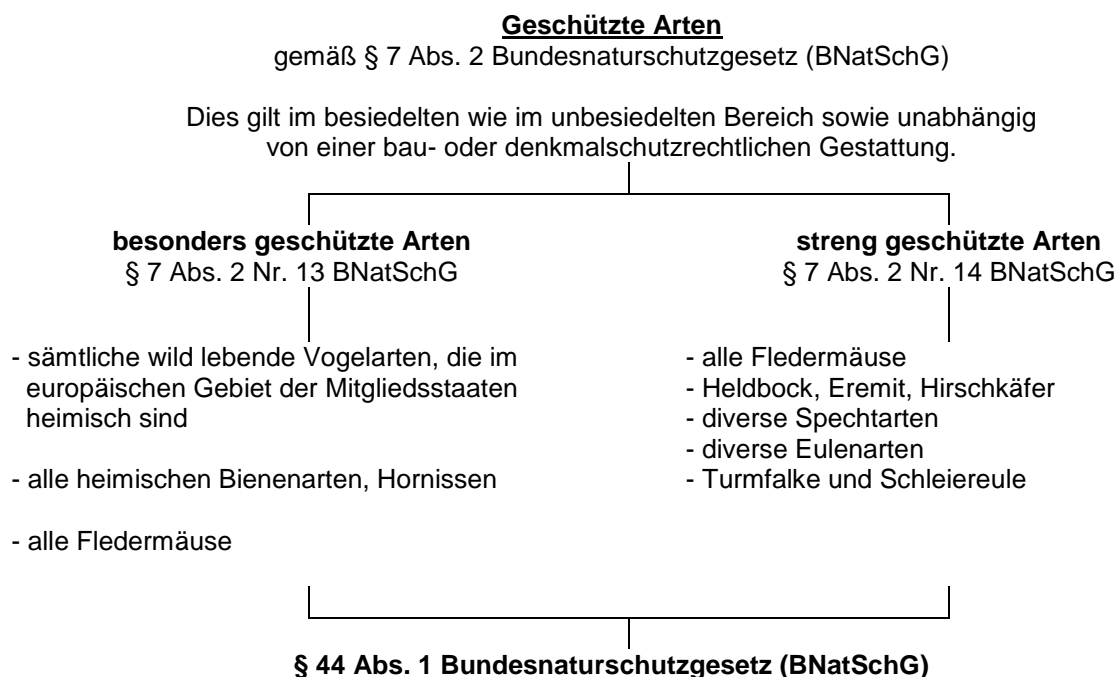 Geschützte Arten
gemäß § 7 Abs. 2 Bundesnaturschutzgesetz (BNatSchG)
Dies gilt im besiedelten wie im unbesiedelten Bereich sowie unabhängig
von einer bau- oder denkmalschutzrechtlichen Gestattung.
besonders geschützte Arten
§ 7 Abs. 2 Nr. 13 BNatSchG
- sämtliche wild lebende Vogelarten, die im
europäischen Gebiet der Mitgliedsstaaten
heimisch sind
- alle heimischen Bienenarten, Hornissen
- alle Fledermäuse
streng geschützte Arten
§ 7 Abs. 2 Nr. 14 BNatSchG
- alle Fledermäuse
- Heldbock, Eremit, Hirschkäfer
- diverse Spechtarten
- diverse Eulenarten
- Turmfalke und Schleiereule
§ 44 Abs. 1 Bundesnaturschutzgesetz (BNatSchG)